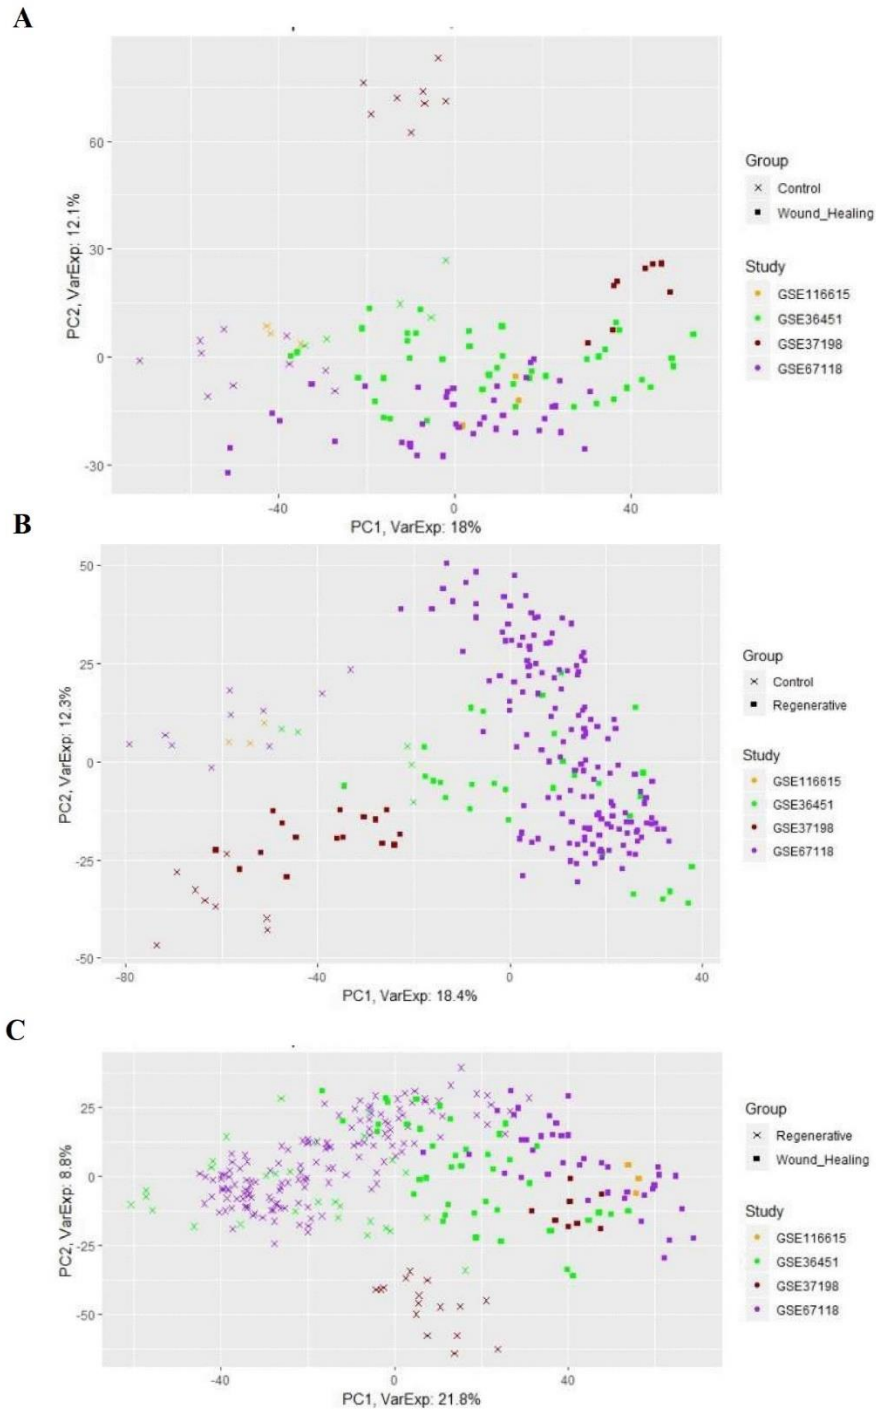 A
60
30
0
-30
PC2, VarExp: 12.1%
-40
0
40
PC1, VarExp: 18%
Group
Control
Wound_Healing
Study
GSE116615
GSE36451
GSE37198
GSE67118
B
50
25
0
-25
-50
PC2, VarExp: 12.3%
-80
-40
0
40
PC1, VarExp: 18.4%
Group
Control
Regenerative
Study
GSE116615
GSE36451
GSE37198
GSE67118
C
25
0
-25
-50
PC2, VarExp: 8.8%
-40
0
40
PC1, VarExp: 21.8%
Group
Regenerative
Wound_Healing
Study
GSE116615
GSE36451
GSE37198
GSE67118